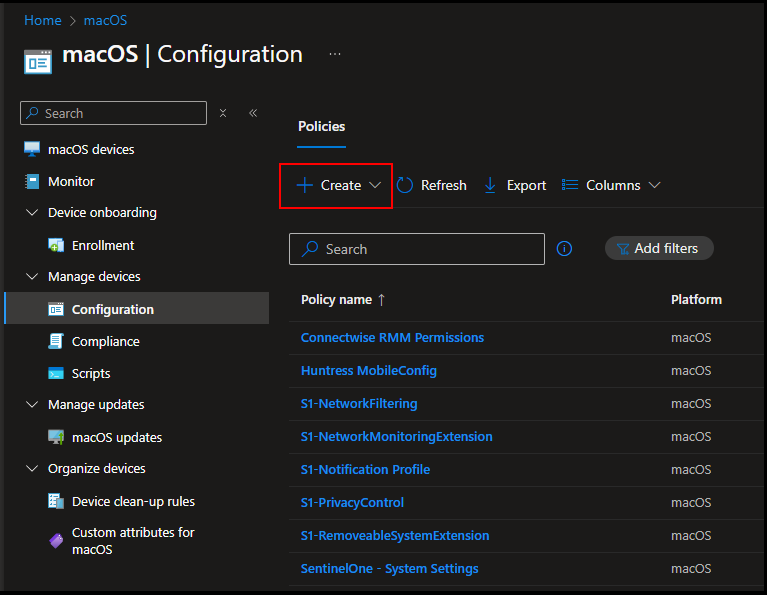 Home > macOS
macOS | Configuration ...
Search
macOS devices
Monitor
Device onboarding
Enrollment
Manage devices
Configuration
Compliance
Scripts
Manage updates
macOS updates
Organize devices
Device clean-up rules
Custom attributes for
macOS
Policies
Create Refresh Export Columns
Search Add filters
Policy name ↑ Platform
Connectwise RMM Permissions macOS
Huntress MobileConfig macOS
S1-NetworkFiltering macOS
S1-NetworkMonitoringExtension macOS
S1-Notification Profile macOS
S1-PrivacyControl macOS
S1-RemoveableSystemExtension macOS
SentinelOne - System Settings macOS